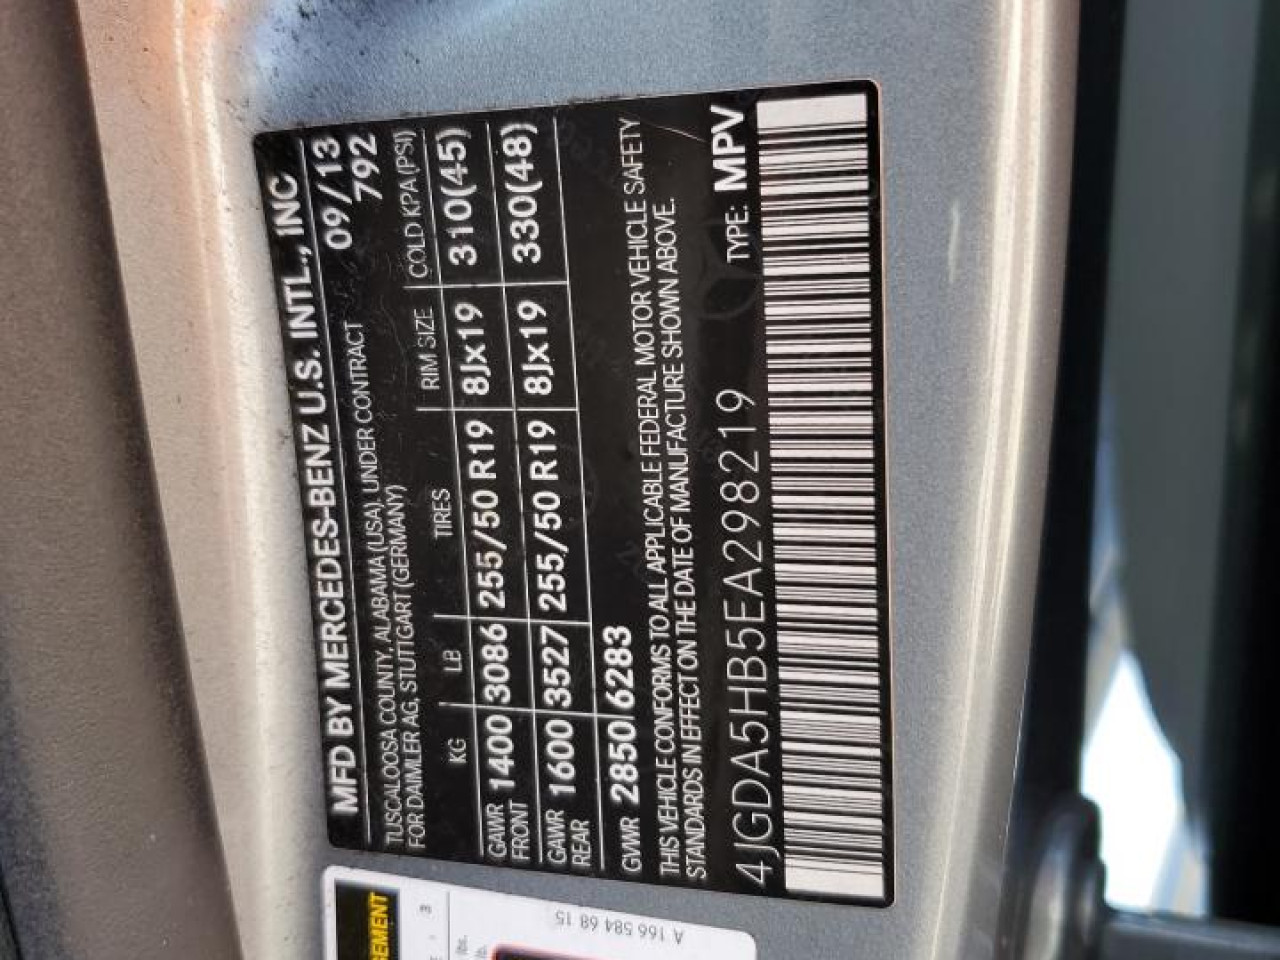 MFD BY MERCEDES-BENZ U.S. INTL., INC
TUSCALOOSA COUNTY, ALABAMA (USA), UNDER CONTRACT 09/13
FOR DAIMLER AG, STUTTGART (GERMANY) 792
KG LB TIRES RIM SIZE COLD KPA (PSI)
GAWR FRONT 1400 3086 255/50 R19 8Jx19 310(45)
GAWR REAR 1600 3527 255/50 R19 8Jx19 330(48)
GVWR 2850 6283
THIS VEHICLE CONFORMS TO ALL APPLICABLE FEDERAL MOTOR VEHICLE SAFETY
STANDARDS IN EFFECT ON THE DATE OF MANUFACTURE SHOWN ABOVE.
4JGDA5HB5EA298219 TYPE: MPV
A 166 584 68 15
3
lbs.